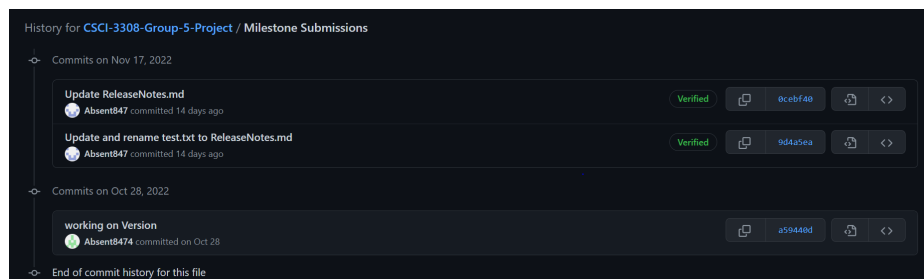 History for CSCI-3308-Group-5-Project / Milestone Submissions
Commits on Nov 17, 2022
Update ReleaseNotes.md
Absent847 committed 14 days ago
Verified
0cebf40
Update and rename test.txt to ReleaseNotes.md
Absent847 committed 14 days ago
Verified
9d4a5ea
Commits on Oct 28, 2022
working on Version
Absent8474 committed on Oct 28
a59440d
End of commit history for this file